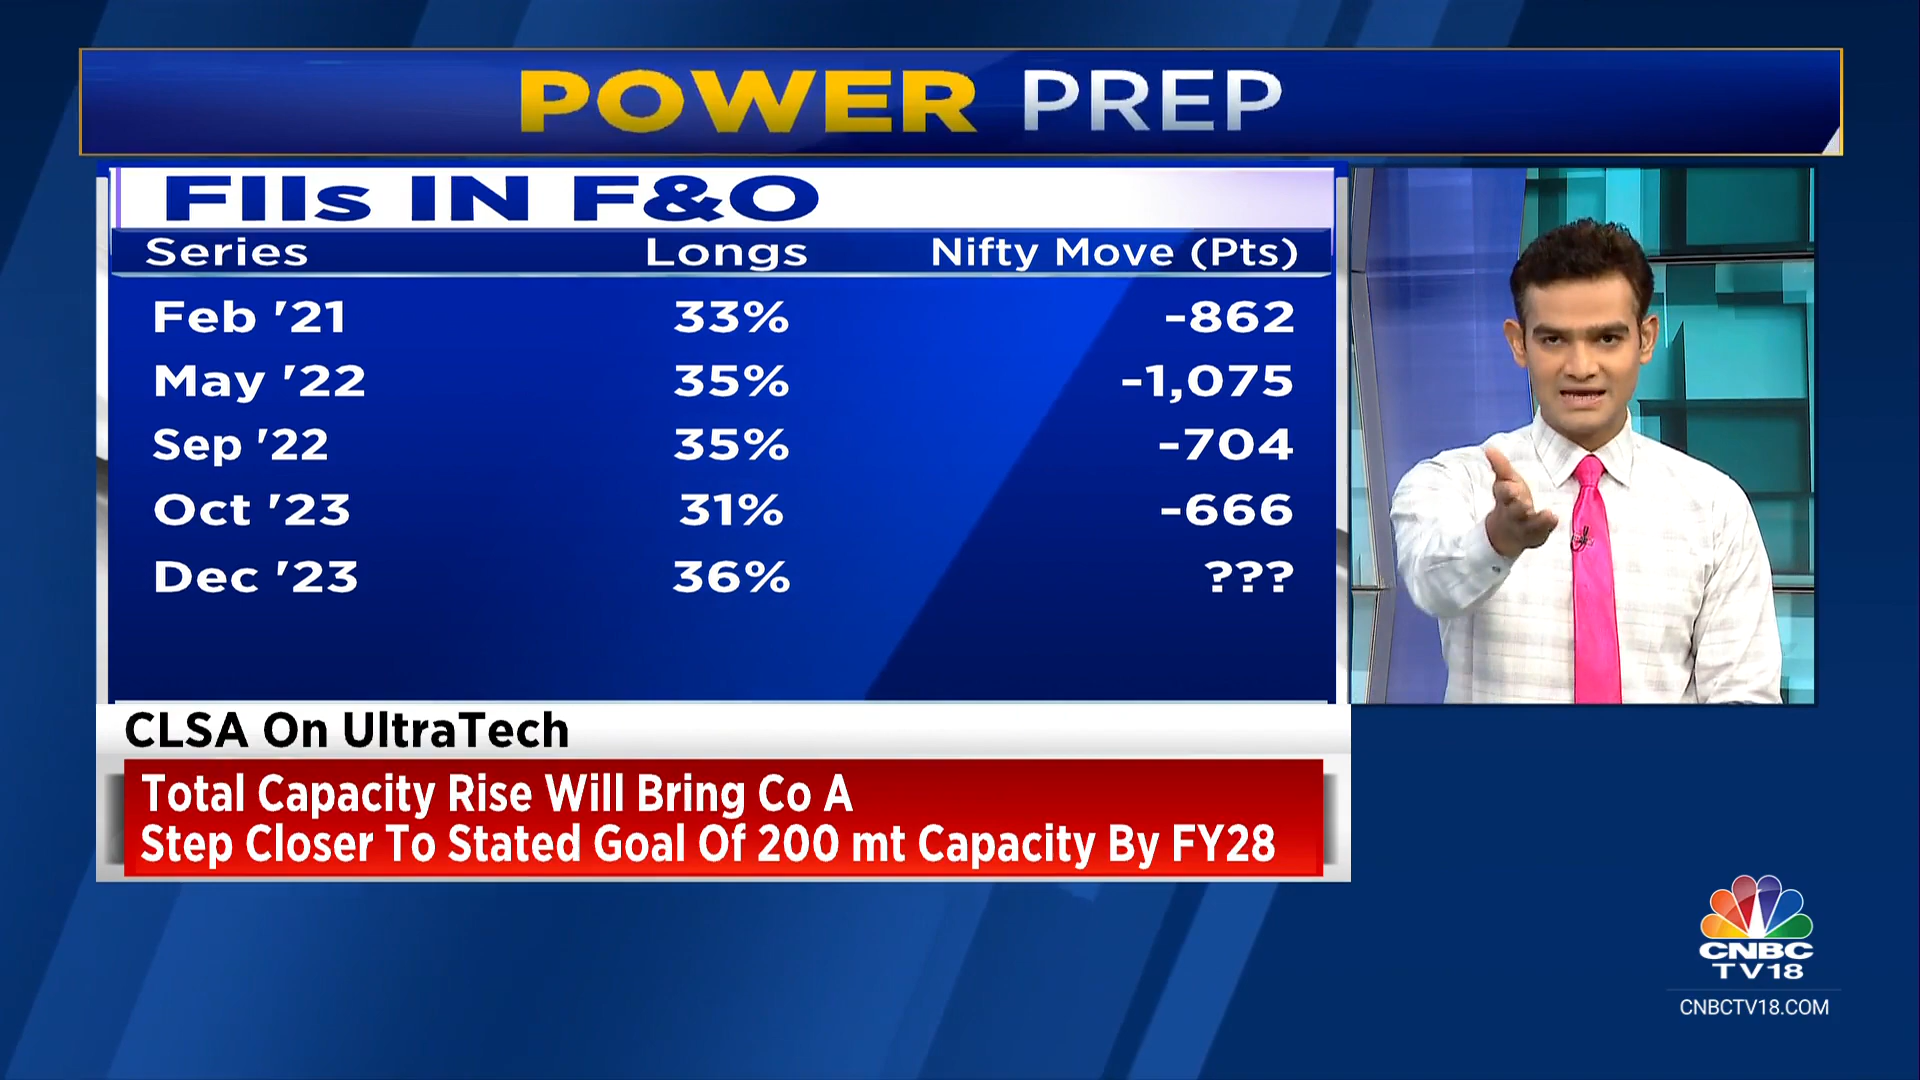 POWER PREP
FIIs IN F&O
Series Longs Nifty Move (Pts)
Feb '21 33% -862
May '22 35% -1,075
Sep '22 35% -704
Oct '23 31% -666
Dec '23 36% ???
CLSA On UltraTech
Total Capacity Rise Will Bring Co A
Step Closer To Stated Goal Of 200 mt Capacity By FY28
CNBC
TV18
CNBCTV18.COM